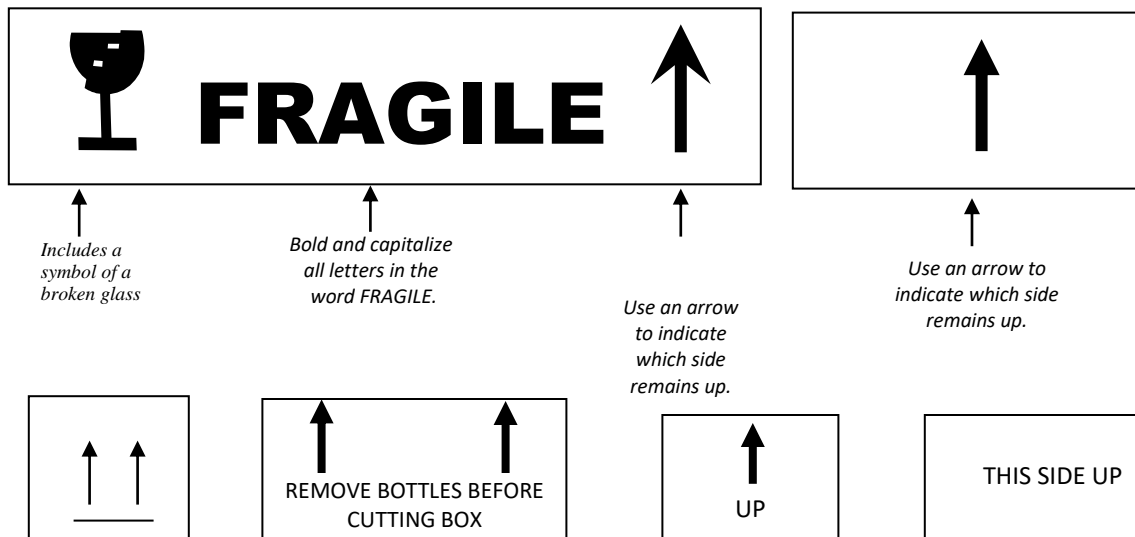 FRAGILE
Includes a
symbol of a
broken glass
Bold and capitalize
all letters in the
word FRAGILE.
Use an arrow
to indicate
which side
remains up.
Use an arrow to
indicate which side
remains up.
REMOVE BOTTLES BEFORE
CUTTING BOX
UP
THIS SIDE UP